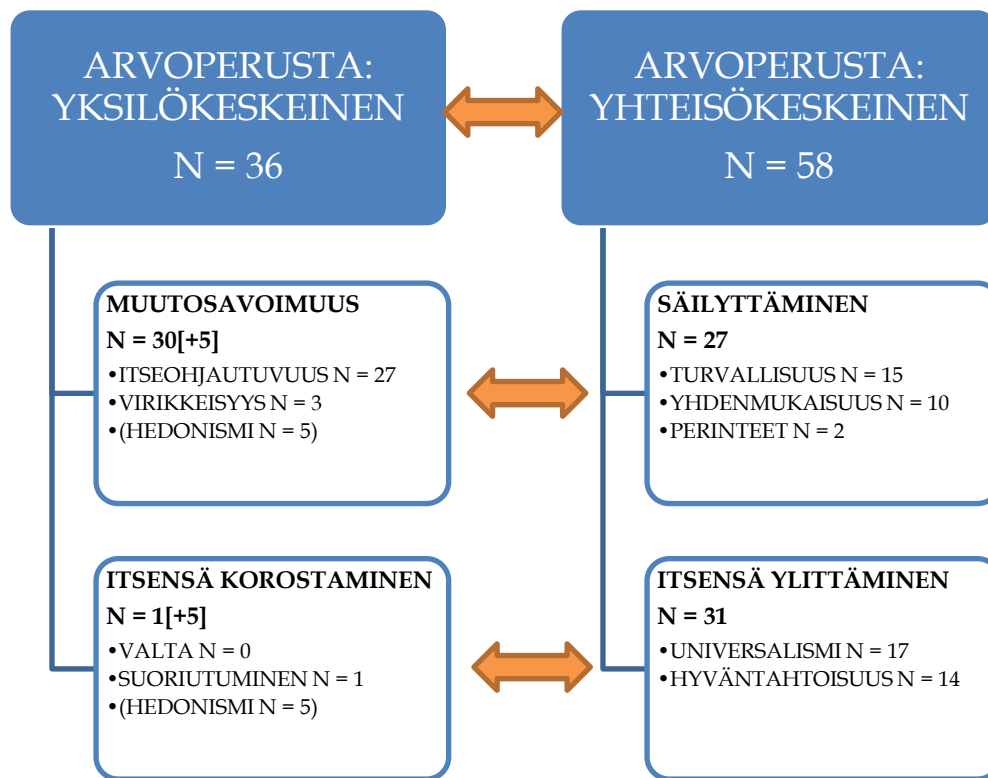 ARVOPERUSTA:
YKSILÖKESKEINEN
N = 36
ARVOPERUSTA:
YHTEISÖKESKEINEN
N = 58
MUUTOSAVOIMUUS
N = 30[+5]
•ITSEOHJAUTUVUUS N = 27
•VIRIKKEISYYS N = 3
•(HEDONISMI N = 5)
SÄILYTTÄMINEN
N = 27
•TURVALLISUUS N = 15
•YHDENMUKAISUUS N = 10
•PERINTEET N = 2
ITSENSÄ KOROSTAMINEN
N = 1[+5]
•VALTA N = 0
•SUORIUTUMINEN N = 1
•(HEDONISMI N = 5)
ITSENSÄ YLITTÄMINEN
N = 31
•UNIVERSALISMI N = 17
•HYVÄNTAHTOISUUS N = 14